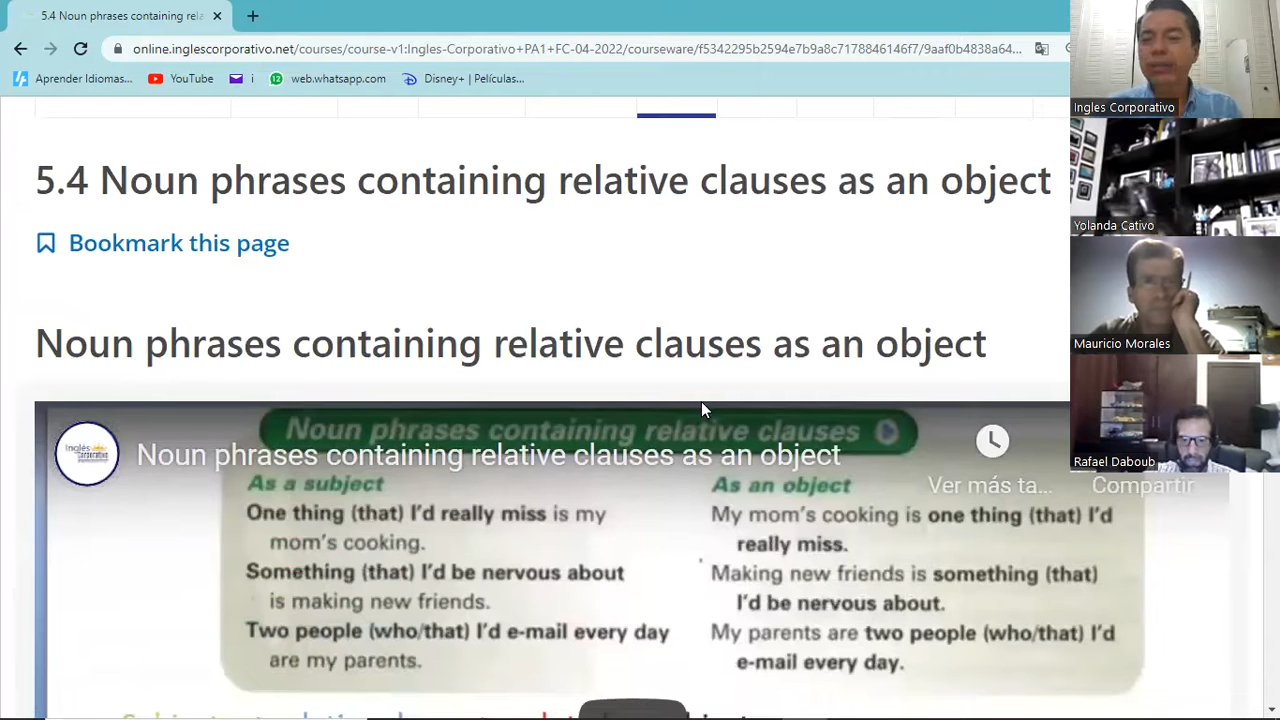 5.4 Noun phrases containing rela
online.inglescorporativo.net/courses/course-v1:Ingles-Corporativo+PA1+FC-04-2022/courseware/f5342295b2594e7b9a8c7178846146f7/9aaf0b4838a64...
Aprender Idiomas...
YouTube
i
web.whatsapp.com
Disney+ | Películas,...
Ingles Corporativo
5.4 Noun phrases containing relative clauses as an object
Yolanda Cativo
Bookmark this page
Noun phrases containing relative clauses as an object
Mauricio Morales
Noun phrases containing relative clauses
Inglés Corporativo
Noun phrases containing relative clauses as an object
Rafael Daboub
Ver más ta...
Compartir
As a subject
As an object
One thing (that) I'd really miss is my
mom's cooking.
Something (that) I'd be nervous about
is making new friends.
Two people (who/that) I'd e-mail every day
are my parents.
My mom's cooking is one thing (that) I'd
really miss.
Making new friends is something (that)
I'd be nervous about.
My parents are two people (who/that) I'd
e-mail every day.